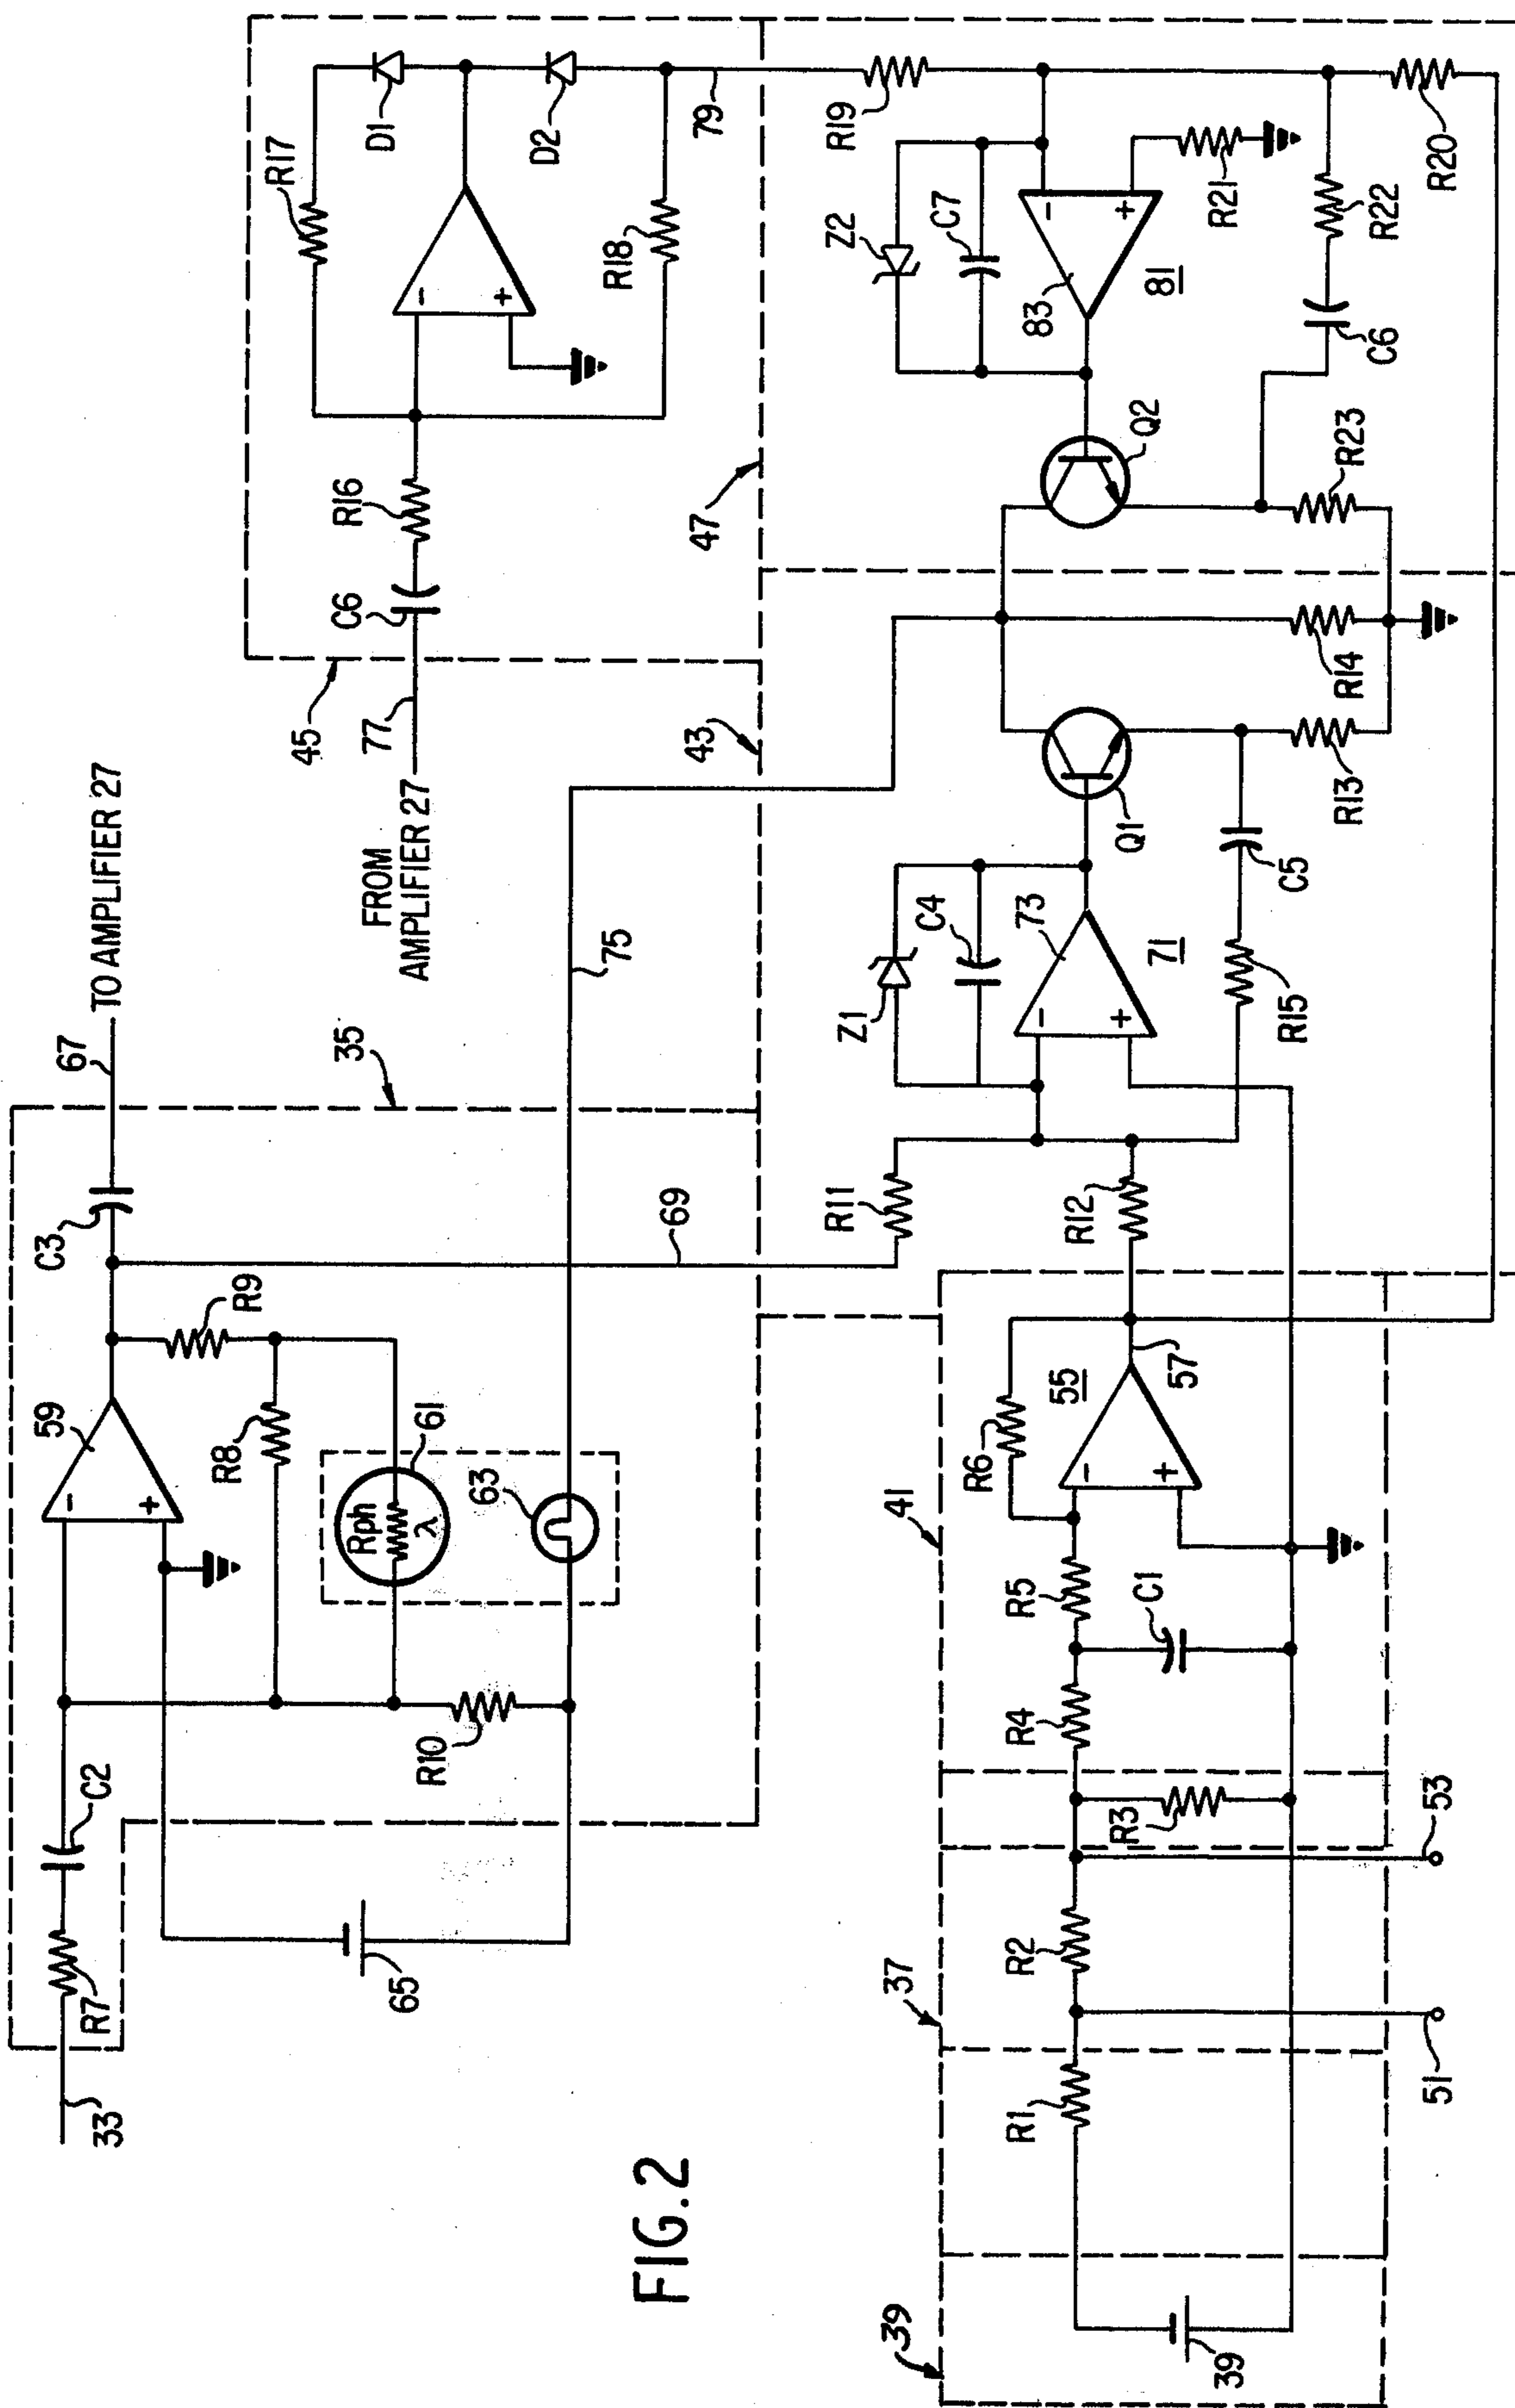 TO AMPLIFIER 27
67
C3
35
59
R9
R8
61
Rph
λ
63
R10
C2
R7
33
65
69
75
FROM
AMPLIFIER 27
77
45
C6
R16
R17
D1
D2
R18
79
47
43
R19
Z2
C7
83
81
R21
R22
C6
R20
Q2
R23
R14
R13
Q1
C5
R15
Z1
C4
73
71
R11
R12
57
55
R6
41
R5
C1
R4
R3
53
37
R2
51
R1
39
39
-
+
-
+
-
+
-
+
-
+
FIG.2